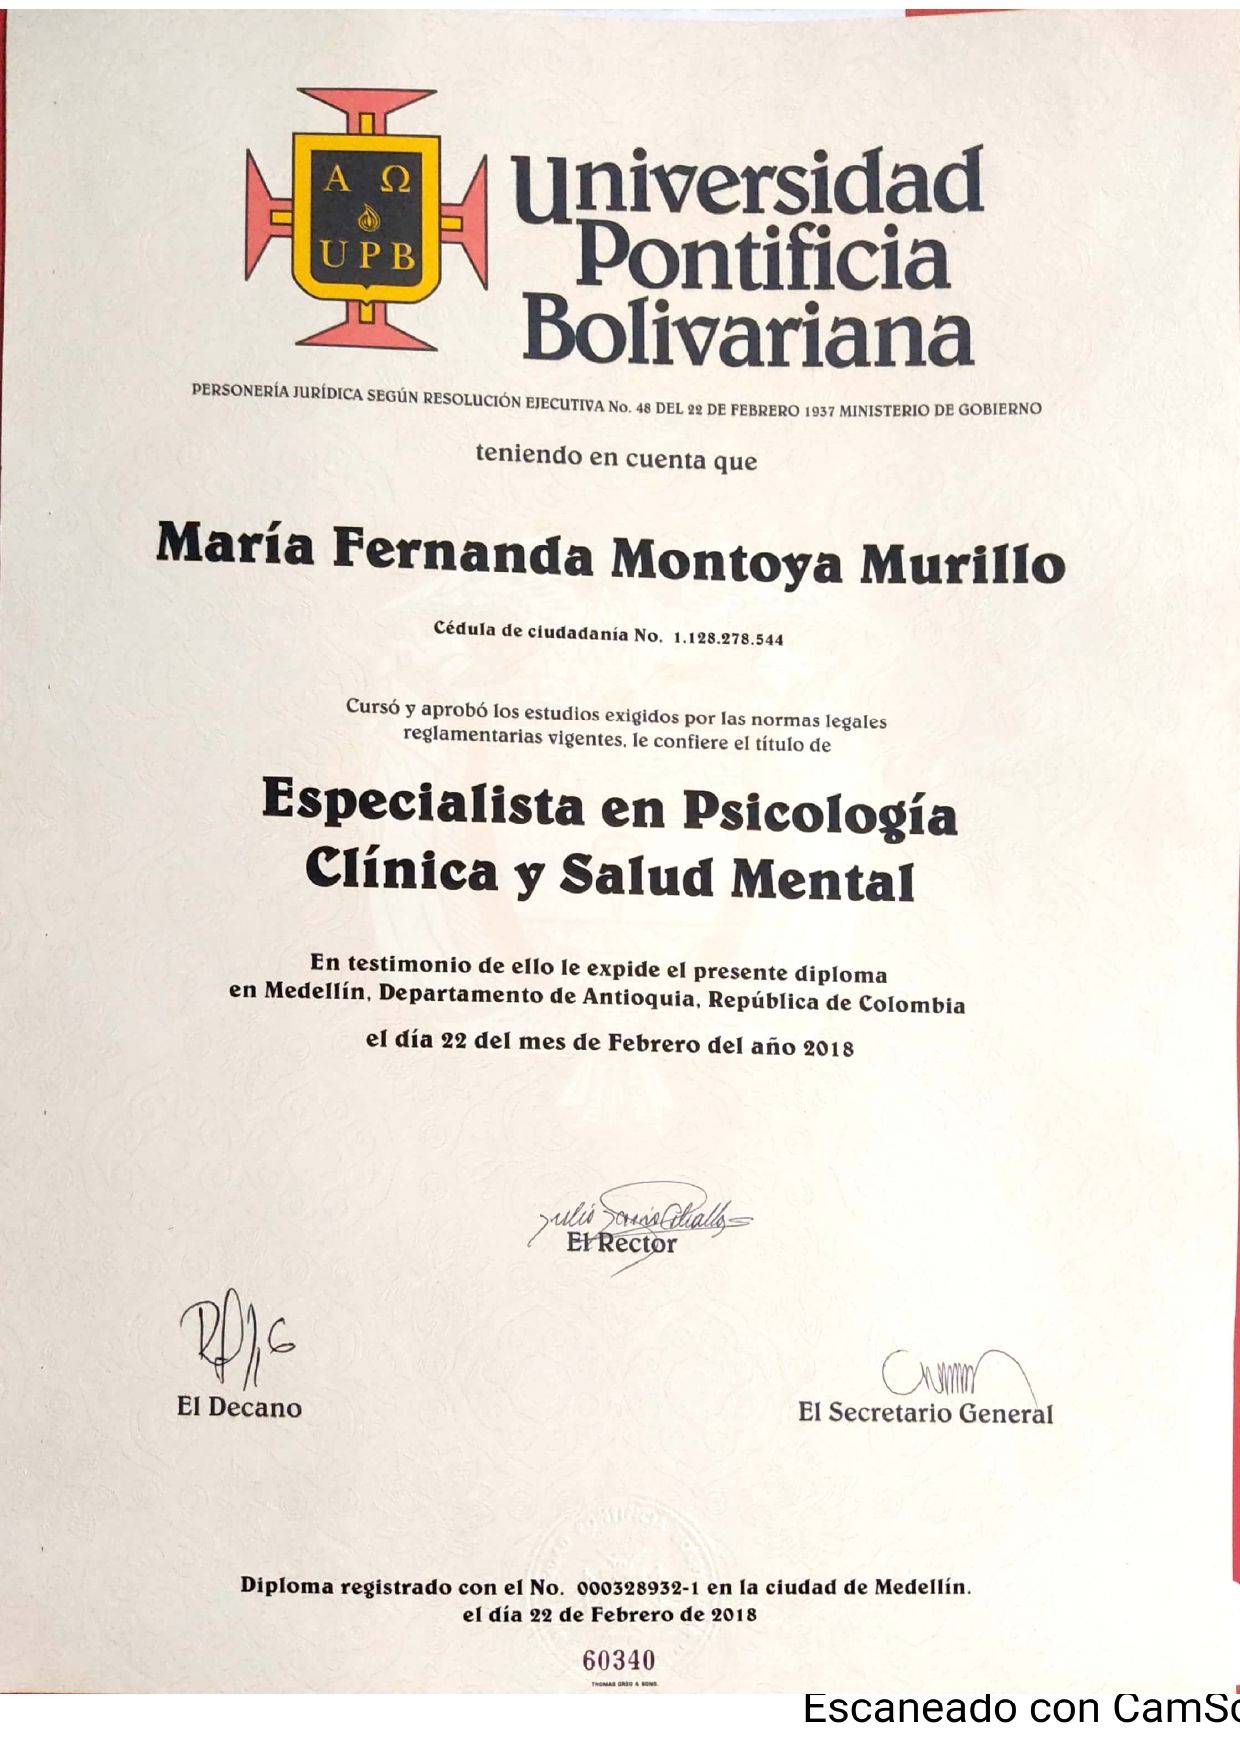 Α Ω
UPB
Universidad
Pontificia
Bolivariana
PERSONERÍA JURÍDICA SEGÚN RESOLUCIÓN EJECUTIVA No. 48 DEL 22 DE FEBRERO 1937 MINISTERIO DE GOBIERNO
teniendo en cuenta que
María Fernanda Montoya Murillo
Cédula de ciudadanía No. 1.128.278.544
Cursó y aprobó los estudios exigidos por las normas legales
reglamentarias vigentes, le confiere el título de
Especialista en Psicología
Clínica y Salud Mental
En testimonio de ello le expide el presente diploma
en Medellín, Departamento de Antioquia, República de Colombia
el día 22 del mes de Febrero del año 2018
El Rector
El Decano
El Secretario General
Diploma registrado con el No. 000328932-1 en la ciudad de Medellín.
el día 22 de Febrero de 2018
60340
THOMAS GREG & SONS.
Escaneado con CamSc